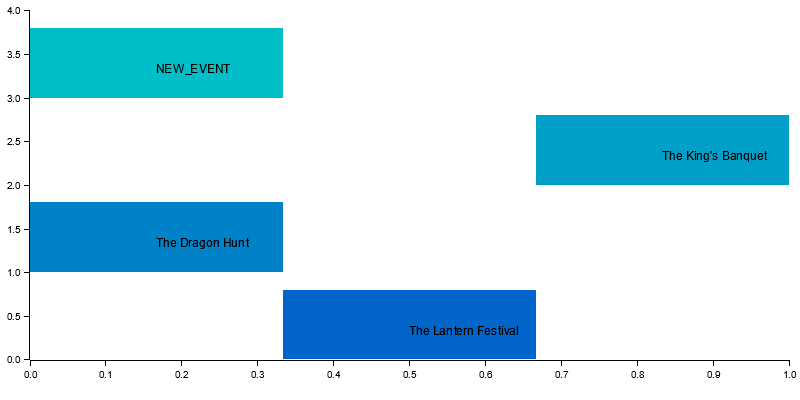 4.0
3.5
NEW_EVENT
3.0
2.5
The King's Banquet
2.0
1.5
The Dragon Hunt
1.0
0.5
The Lantern Festival
0.0
0.0 0.1 0.2 0.3 0.4 0.5 0.6 0.7 0.8 0.9 1.0